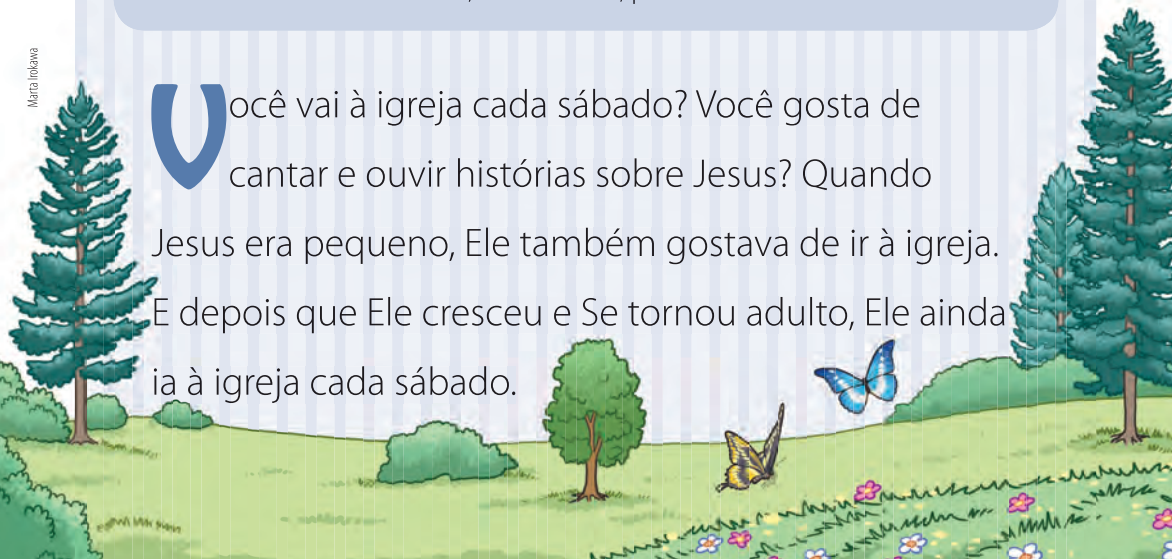 Marta Irokawa
Você vai à igreja cada sábado? Você gosta de
cantar e ouvir histórias sobre Jesus? Quando
Jesus era pequeno, Ele também gostava de ir à igreja.
E depois que Ele cresceu e Se tornou adulto, Ele ainda
ia à igreja cada sábado.